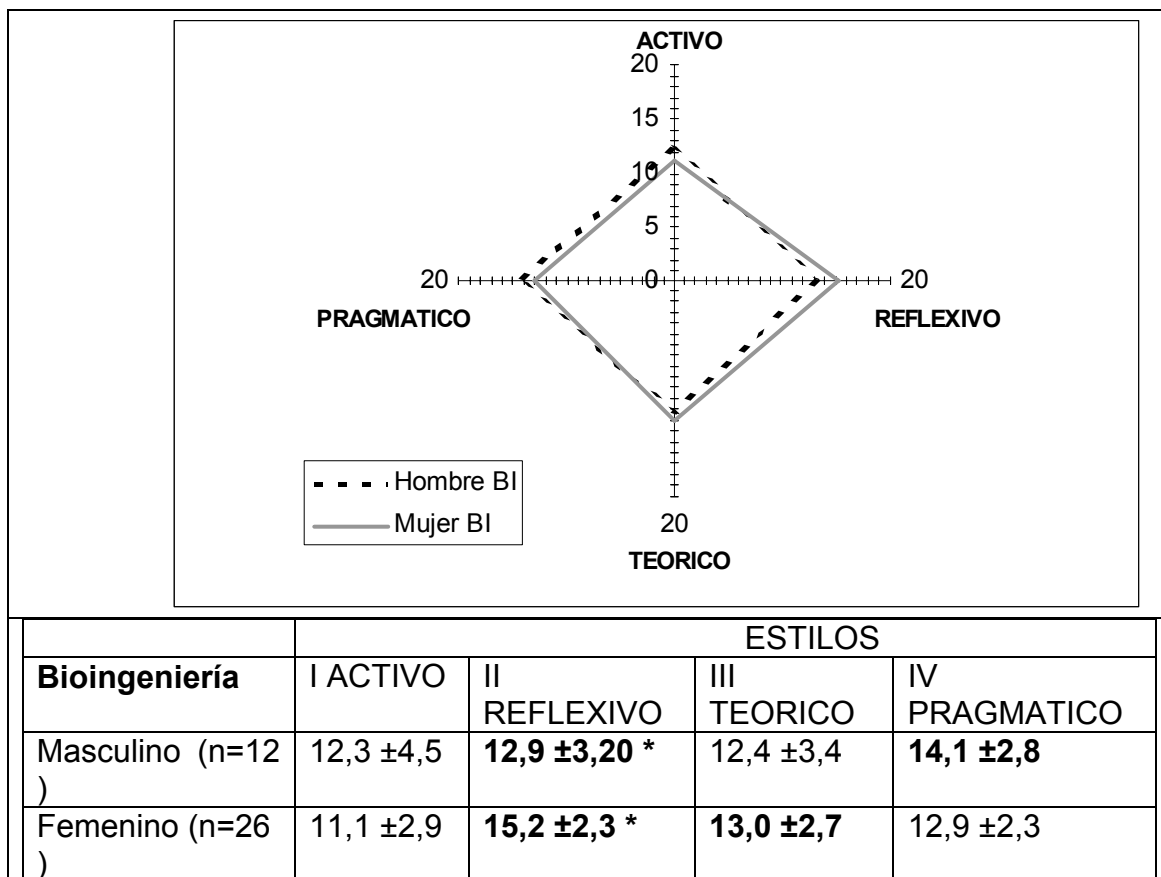 ACTIVO
20
15
10
5
20
0
20
PRAGMATICO
REFLEXIVO
Hombre BI
Mujer BI
20
TEORICO
ESTILOS
Bioingeniería
I ACTIVO
II
REFLEXIVO
III
TEORICO
IV
PRAGMATICO
Masculino (n=12
)
12,3 ±4,5
12,9 ±3,20 *
12,4 ±3,4
14,1 ±2,8
Femenino (n=26
)
11,1 ±2,9
15,2 ±2,3 *
13,0 ±2,7
12,9 ±2,3